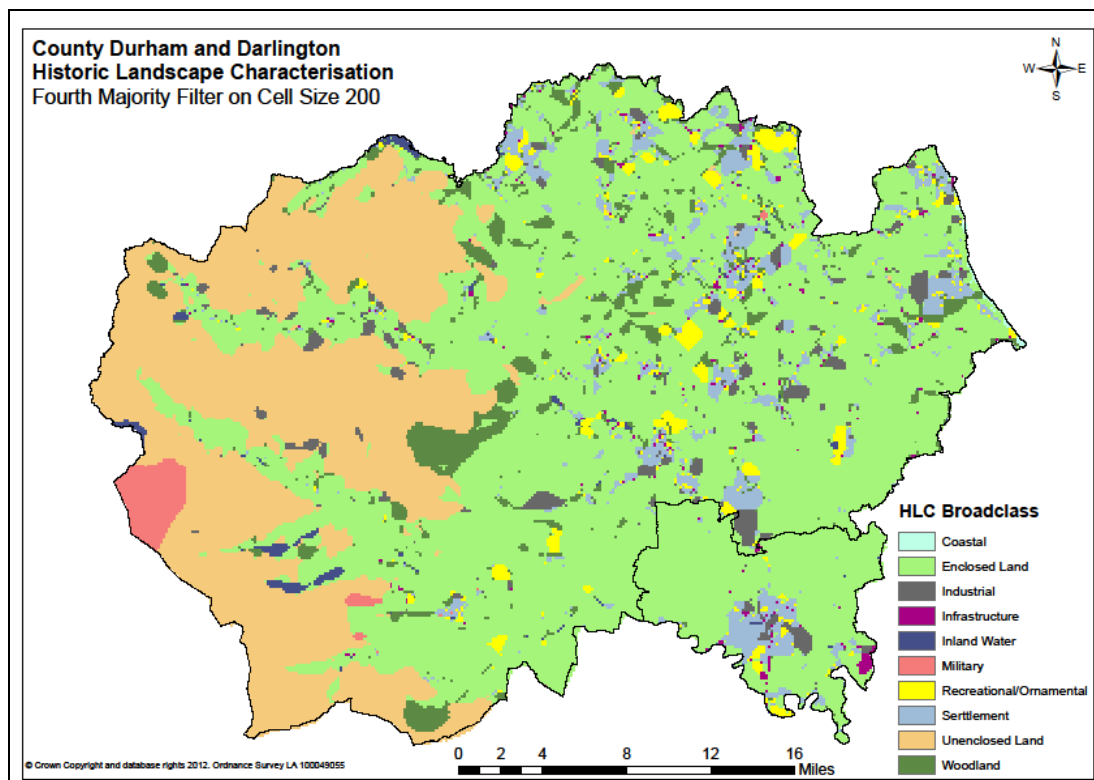 County Durham and Darlington
Historic Landscape Characterisation
Fourth Majority Filter on Cell Size 200
N
W E
S
HLC Broadclass
Coastal
Enclosed Land
Industrial
Infrastructure
Inland Water
Military
Recreational/Ornamental
Serttlement
Unenclosed Land
Woodland
0 2 4 8 12 16
Miles
© Crown Copyright and database rights 2012. Ordnance Survey LA 100049055